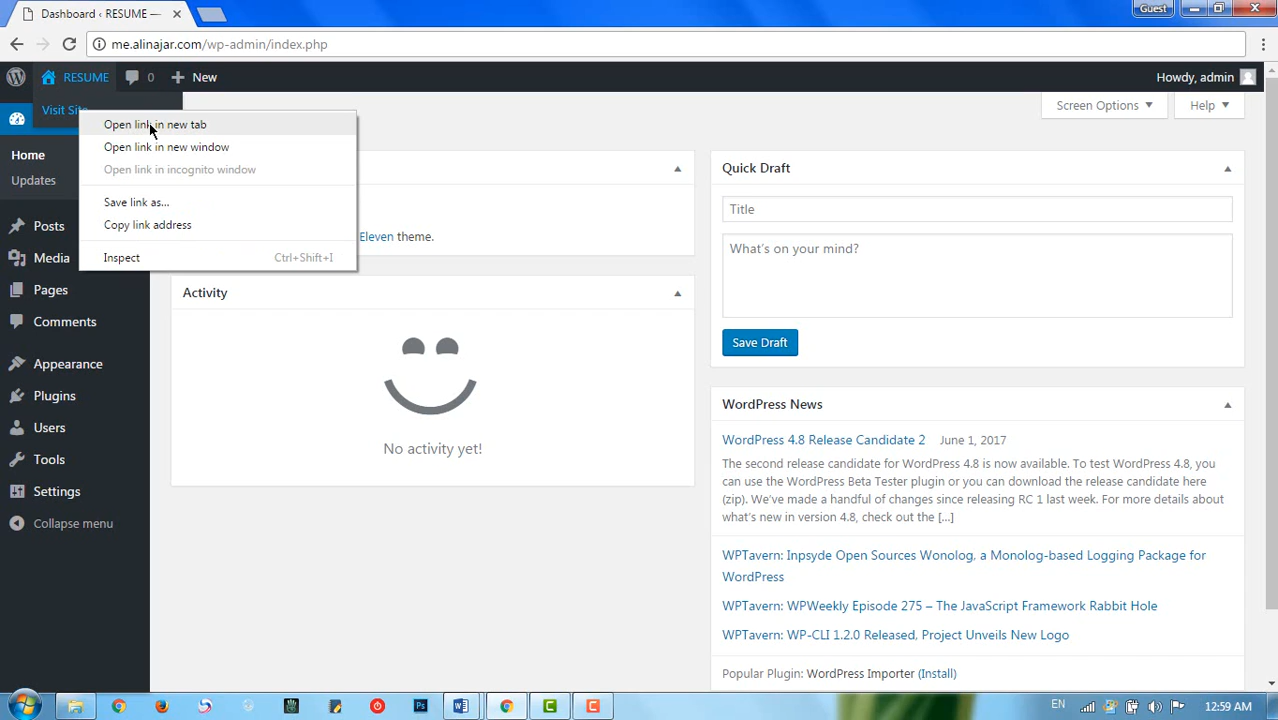 Dashboard ‹ RESUME —
Guest
me.alinajar.com/wp-admin/index.php
RESUME 0 New
Howdy, admin
Visit Site
Screen Options
Help
Open link in new tab
Open link in new window
Open link in incognito window
Save link as...
Copy link address
Inspect Ctrl+Shift+I
Home
Updates
Posts
Media
Pages
Comments
Appearance
Plugins
Users
Tools
Settings
Collapse menu
Eleven theme.
Activity
No activity yet!
Quick Draft
Title
What's on your mind?
Save Draft
WordPress News
WordPress 4.8 Release Candidate 2 June 1, 2017
The second release candidate for WordPress 4.8 is now available. To test WordPress 4.8, you
can use the WordPress Beta Tester plugin or you can download the release candidate here
(zip). We've made a handful of changes since releasing RC 1 last week. For more details about
what's new in version 4.8, check out the […]
WPTavern: Inpsyde Open Sources Wonolog, a Monolog-based Logging Package for
WordPress
WPTavern: WPWeekly Episode 275 – The JavaScript Framework Rabbit Hole
WPTavern: WP-CLI 1.2.0 Released, Project Unveils New Logo
Popular Plugin: WordPress Importer (Install)
EN
12:59 AM